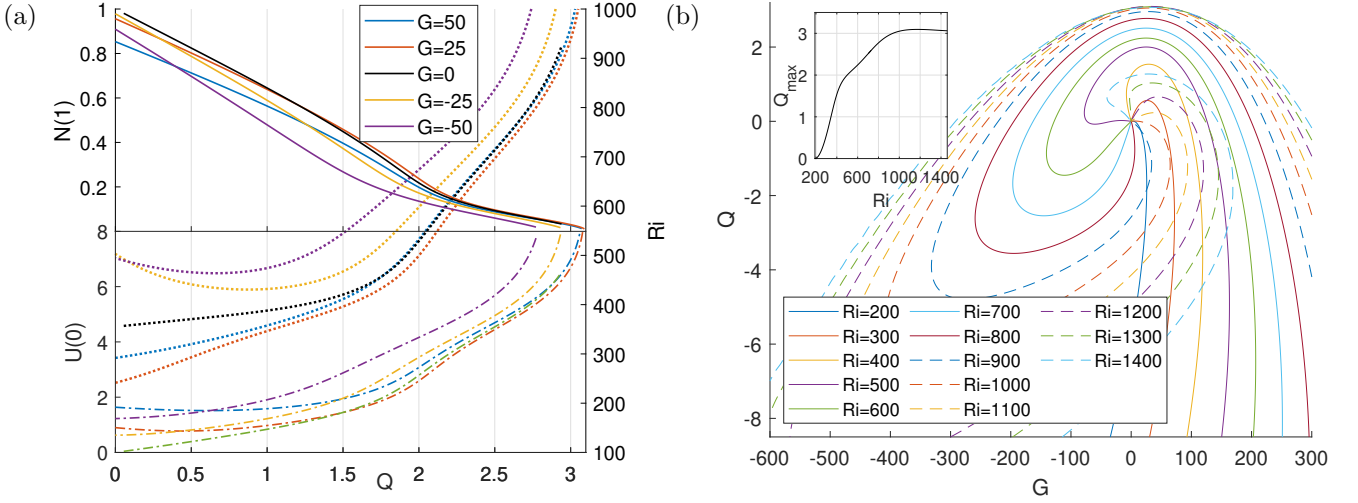 (a)
N(1)
1
0.8
0.6
0.4
0.2
8
6
4
2
0
U(0)
G=50
G=25
G=0
G=-25
G=-50
1000
900
800
700
600
500
400
300
200
100
Ri
0 0.5 1 1.5 2 2.5 3
Q
(b)
Q
2
0
-2
-4
-6
-8
Q_max
3
2
1
0
200 600 1000 1400
Ri
Ri=200 Ri=700 Ri=1200
Ri=300 Ri=800 Ri=1300
Ri=400 Ri=900 Ri=1400
Ri=500 Ri=1000
Ri=600 Ri=1100
-600 -500 -400 -300 -200 -100 0 100 200 300
G